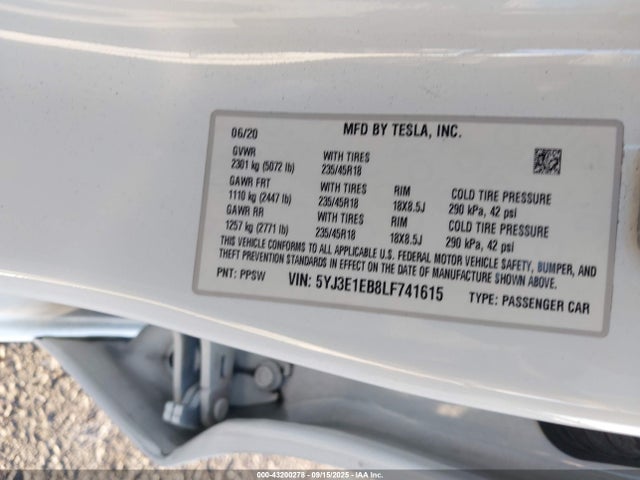 06/20 MFD BY TESLA, INC.
GVWR
2301 kg (5072 lb) WITH TIRES 235/45R18
GAWR FRT
1110 kg (2447 lb) WITH TIRES 235/45R18 RIM 18X8.5J COLD TIRE PRESSURE 290 kPa, 42 psi
GAWR RR
1257 kg (2771 lb) WITH TIRES 235/45R18 RIM 18X8.5J COLD TIRE PRESSURE 290 kPa, 42 psi
THIS VEHICLE CONFORMS TO ALL APPLICABLE U.S. FEDERAL MOTOR VEHICLE SAFETY, BUMPER, AND
THEFT PREVENTION STANDARDS IN EFFECT ON THE DATE OF MANUFACTURE SHOWN ABOVE.
PNT: PPSW VIN: 5YJ3E1EB8LF741615 TYPE: PASSENGER CAR
000-43200278 - 09/15/2025 - IAA Inc.